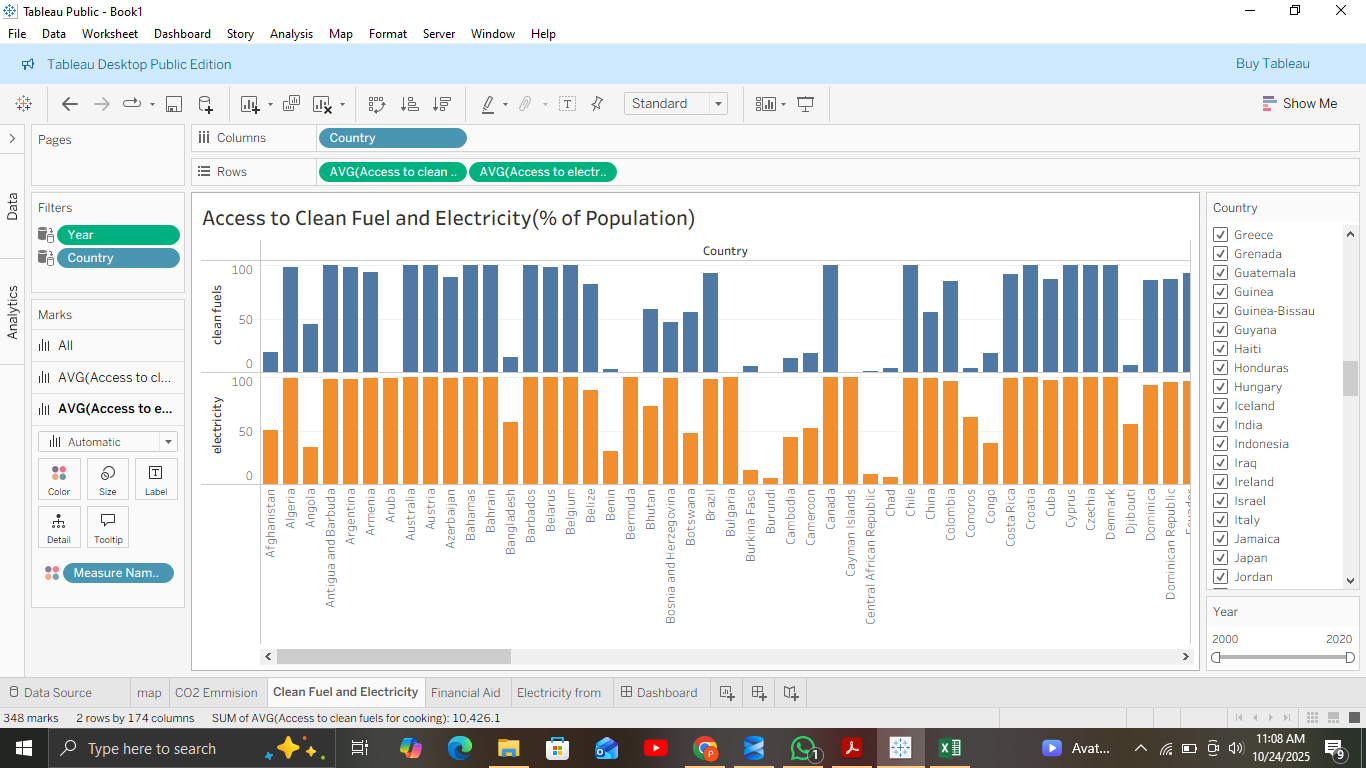 Tableau Public - Book1
File Data Worksheet Dashboard Story Analysis Map Format Server Window Help
Tableau Desktop Public Edition Buy Tableau
Standard Show Me
Pages
Columns Country
Rows AVG(Access to clean .. AVG(Access to electr..
Data
Analytics
Filters
Year
Country
Marks
All
AVG(Access to cl...
AVG(Access to e...
Automatic
Color Size Label
Detail Tooltip
Measure Nam..
Access to Clean Fuel and Electricity(% of Population)
Country
clean fuels
100
50
0
electricity
100
50
0
Afghanistan
Algeria
Angola
Antigua and Barbuda
Argentina
Armenia
Aruba
Australia
Austria
Azerbaijan
Bahamas
Bahrain
Bangladesh
Barbados
Belarus
Belgium
Belize
Benin
Bermuda
Bhutan
Bosnia and Herzegovina
Botswana
Brazil
Bulgaria
Burkina Faso
Burundi
Cambodia
Cameroon
Canada
Cayman Islands
Central African Republic
Chad
Chile
China
Colombia
Comoros
Congo
Costa Rica
Croatia
Cuba
Cyprus
Czechia
Denmark
Djibouti
Dominica
Dominican Republic
Country
Greece
Grenada
Guatemala
Guinea
Guinea-Bissau
Guyana
Haiti
Honduras
Hungary
Iceland
India
Indonesia
Iraq
Ireland
Israel
Italy
Jamaica
Japan
Jordan
Year
2000 2020
Data Source map CO2 Emmision Clean Fuel and Electricity Financial Aid Electricity from Dashboard
348 marks 2 rows by 174 columns SUM of AVG(Access to clean fuels for cooking): 10,426.1
Type here to search
1
Avat...
11:08 AM
10/24/2025
9